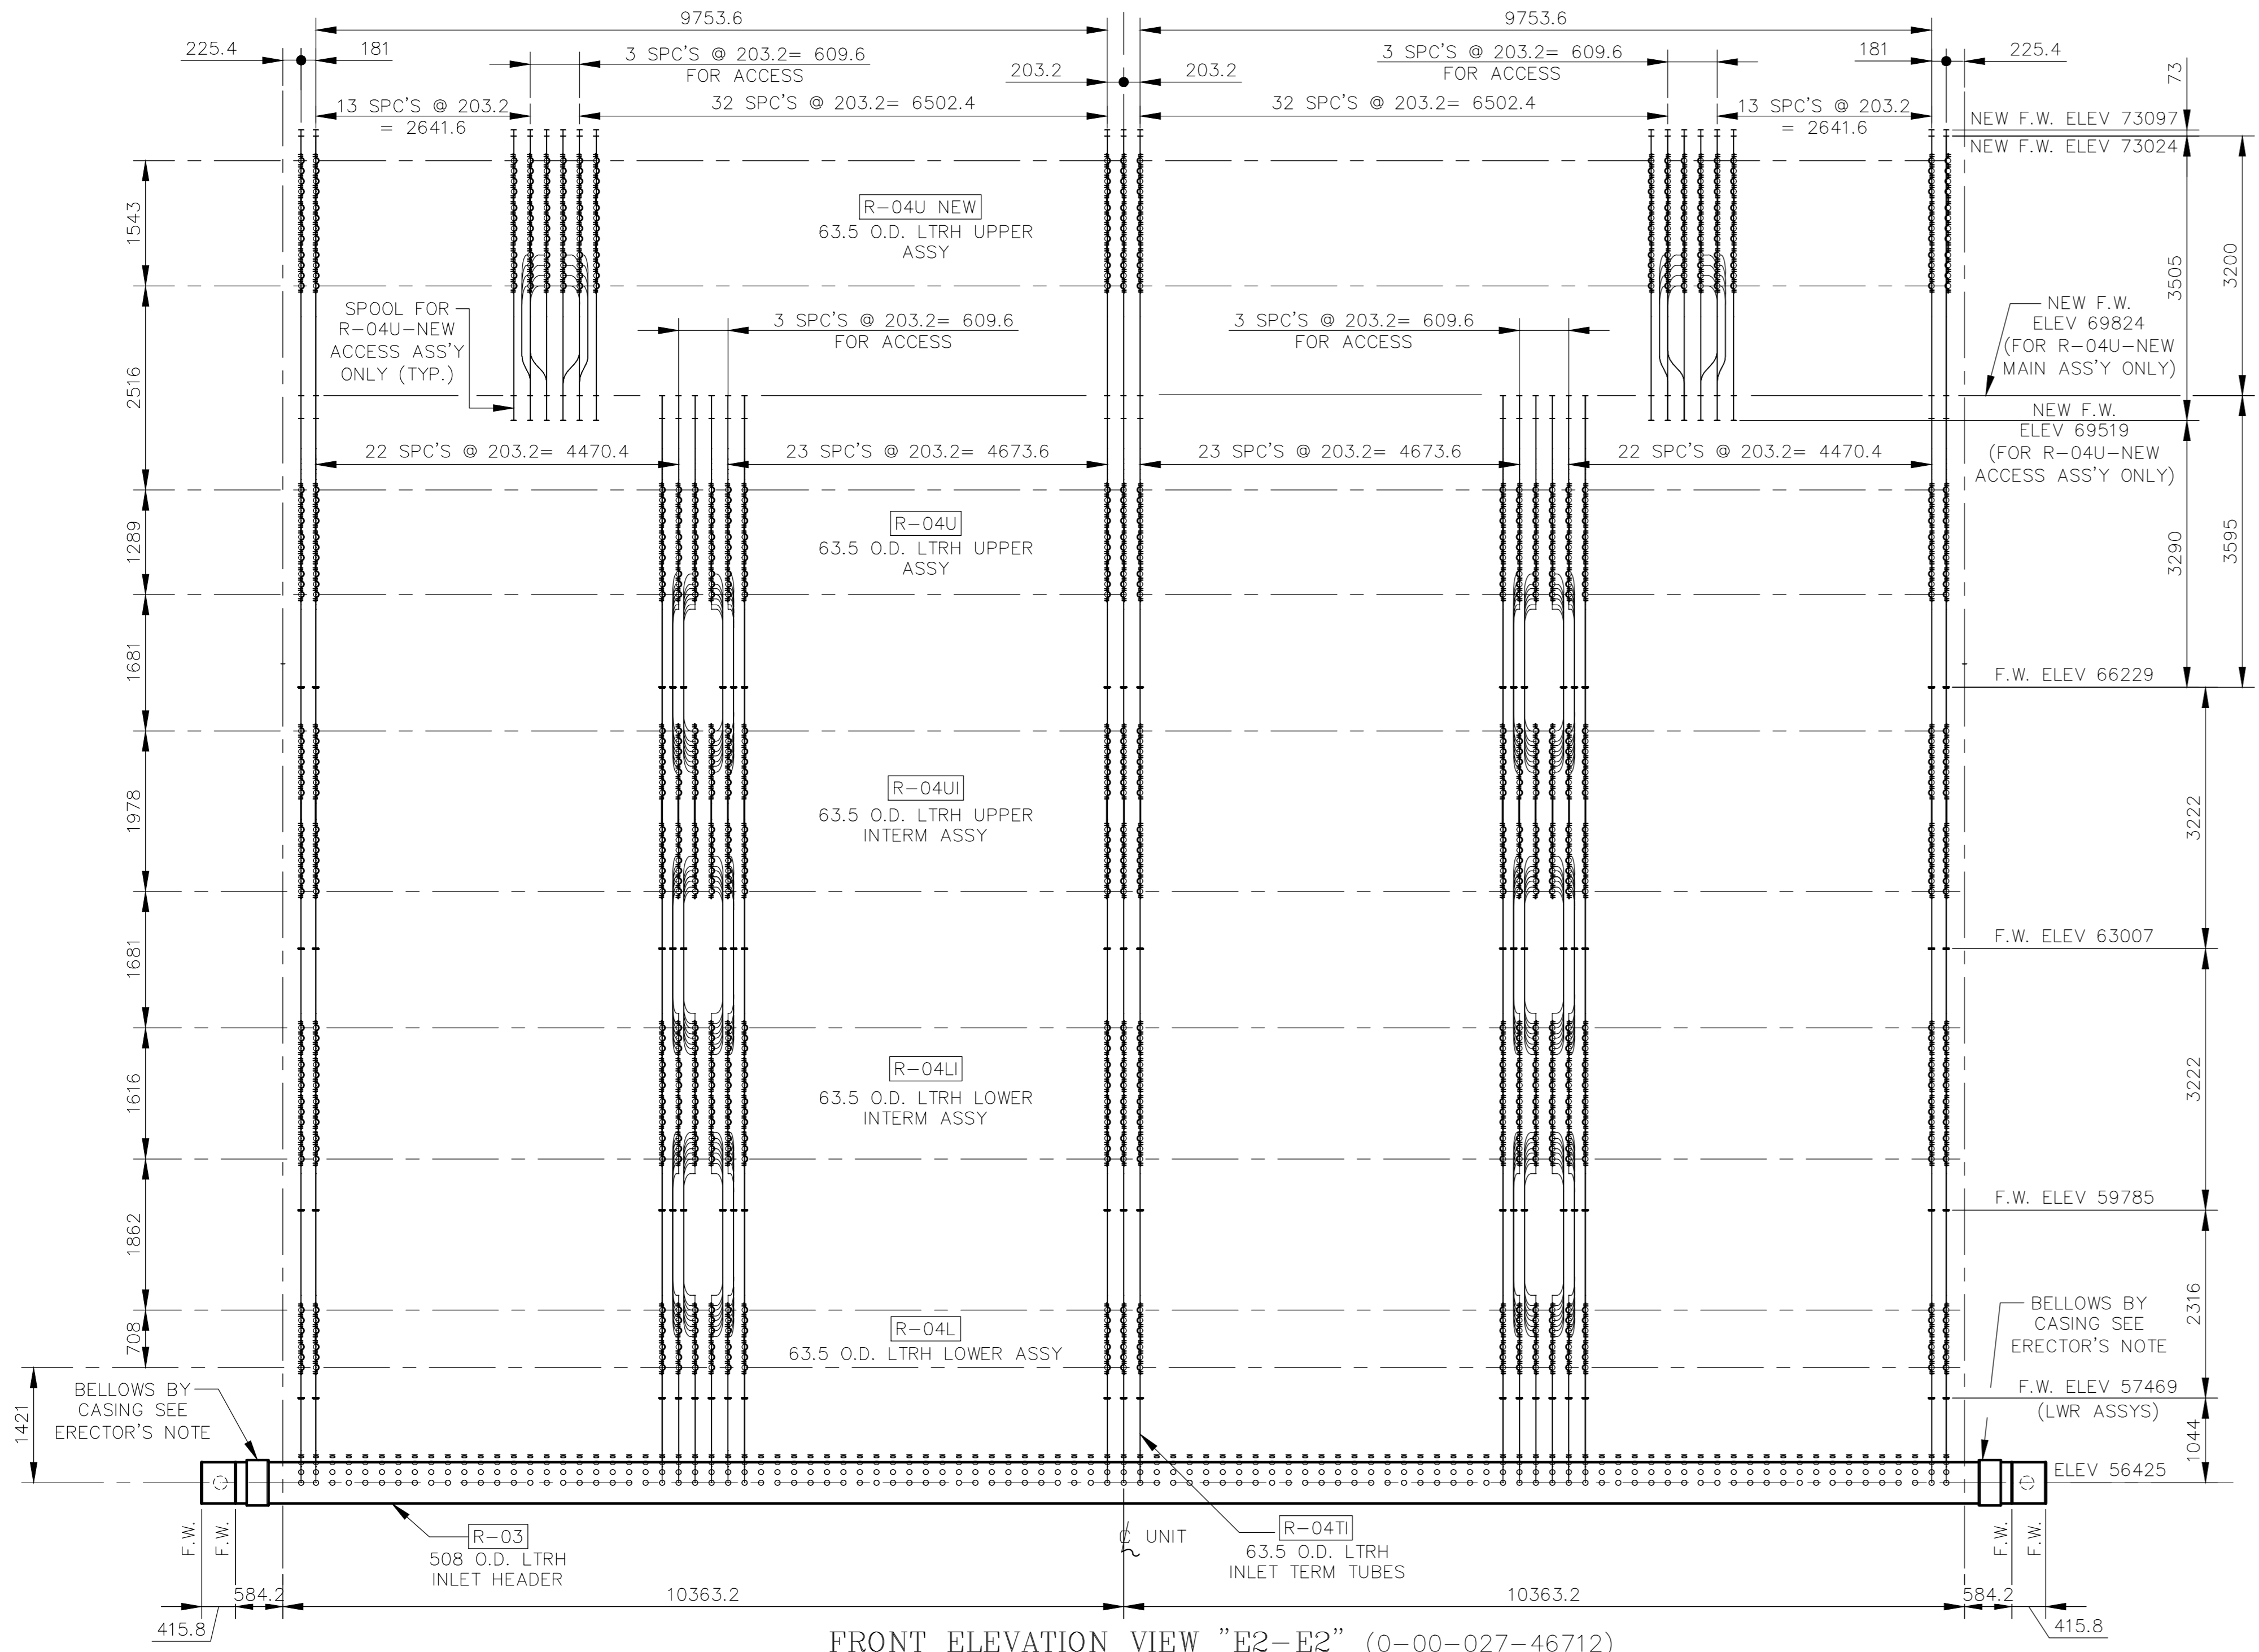 9753.6
9753.6
225.4
181
3 SPC'S @ 203.2= 609.6
FOR ACCESS
203.2
203.2
3 SPC'S @ 203.2= 609.6
FOR ACCESS
181
225.4
73
13 SPC'S @ 203.2
= 2641.6
32 SPC'S @ 203.2= 6502.4
32 SPC'S @ 203.2= 6502.4
13 SPC'S @ 203.2
= 2641.6
NEW F.W. ELEV 73097
NEW F.W. ELEV 73024
1543
R-04U NEW
63.5 O.D. LTRH UPPER
ASSY
3505
3200
2516
SPOOL FOR
R-04U-NEW
ACCESS ASS'Y
ONLY (TYP.)
3 SPC'S @ 203.2= 609.6
FOR ACCESS
3 SPC'S @ 203.2= 609.6
FOR ACCESS
NEW F.W.
ELEV 69824
(FOR R-04U-NEW
MAIN ASS'Y ONLY)
NEW F.W.
ELEV 69519
(FOR R-04U-NEW
ACCESS ASS'Y ONLY)
22 SPC'S @ 203.2= 4470.4
23 SPC'S @ 203.2= 4673.6
23 SPC'S @ 203.2= 4673.6
22 SPC'S @ 203.2= 4470.4
1289
R-04U
63.5 O.D. LTRH UPPER
ASSY
3290
3595
1681
F.W. ELEV 66229
1978
R-04UI
63.5 O.D. LTRH UPPER
INTERM ASSY
3222
1681
F.W. ELEV 63007
1616
R-04LI
63.5 O.D. LTRH LOWER
INTERM ASSY
3222
1862
F.W. ELEV 59785
708
R-04L
63.5 O.D. LTRH LOWER ASSY
2316
BELLOWS BY
CASING SEE
ERECTOR'S NOTE
1421
BELLOWS BY
CASING SEE
ERECTOR'S NOTE
F.W. ELEV 57469
(LWR ASSYS)
1044
ELEV 56425
F.W.
F.W.
R-03
508 O.D. LTRH
INLET HEADER
℄ UNIT
R-04TI
63.5 O.D. LTRH
INLET TERM TUBES
F.W.
F.W.
584.2
10363.2
10363.2
584.2
415.8
415.8
FRONT ELEVATION VIEW "E2-E2" (0-00-027-46712)